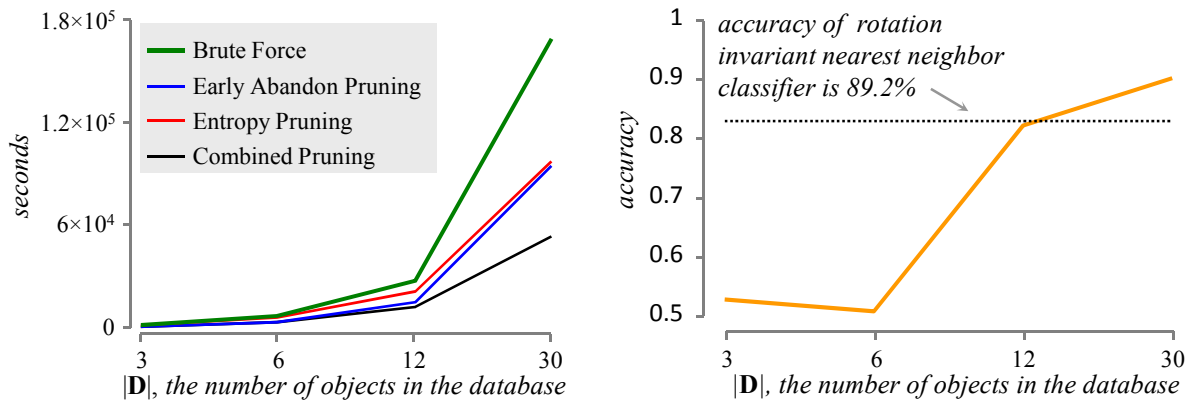 1.8×10⁵
1.2×10⁵
6×10⁴
0
seconds
Brute Force
Early Abandon Pruning
Entropy Pruning
Combined Pruning
3 6 12 30
|D|, the number of objects in the database
1
0.9
0.8
0.7
0.6
0.5
accuracy
accuracy of rotation
invariant nearest neighbor
classifier is 89.2%
3 6 12 30
|D|, the number of objects in the database